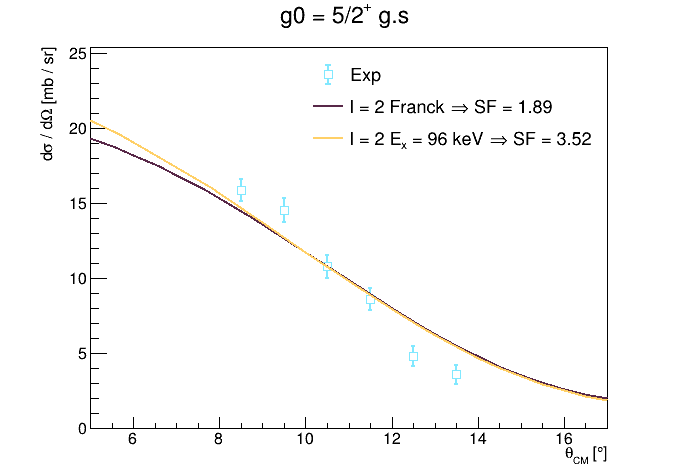 g0 = 5/2⁺ g.s
dσ / dΩ [mb / sr]
25
20
15
10
5
0
Exp
l = 2 Franck ⇒ SF = 1.89
l = 2 Eₓ = 96 keV ⇒ SF = 3.52
6 8 10 12 14 16
θ_CM [°]